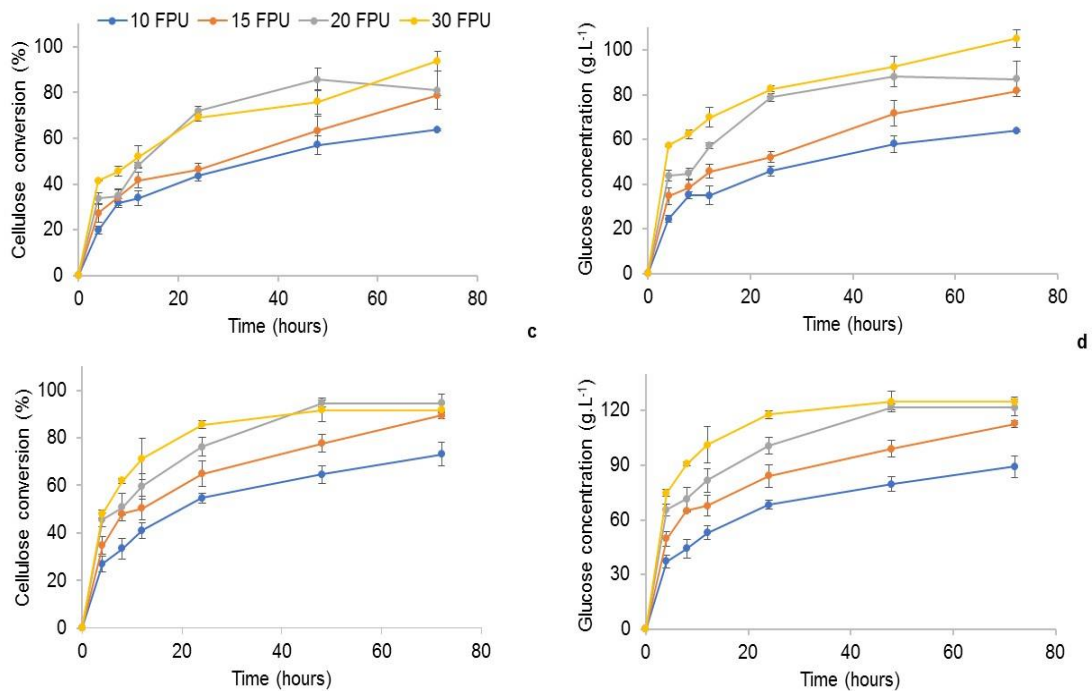 10 FPU 15 FPU 20 FPU 30 FPU
Cellulose conversion (%)
100
80
60
40
20
0
0 20 40 60 80
Time (hours)
Glucose concentration (g.L⁻¹)
100
80
60
40
20
0
0 20 40 60 80
Time (hours)
c
d
Cellulose conversion (%)
100
80
60
40
20
0
0 20 40 60 80
Time (hours)
Glucose concentration (g.L⁻¹)
120
90
60
30
0
0 20 40 60 80
Time (hours)